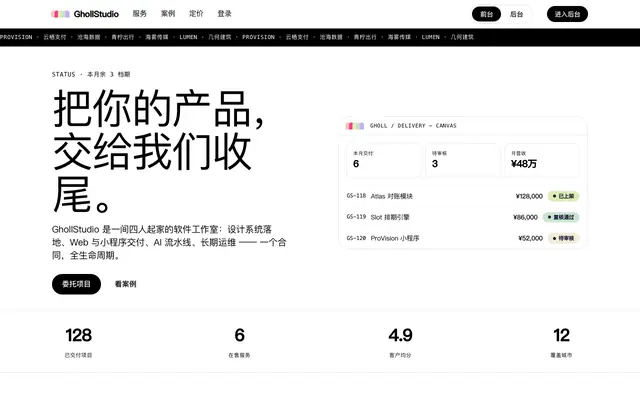 GhollStudio 服务 案例 定价 登录 前台 后台 进入后台
PROVISION · 云栖支付 · 沧海数据 · 青柠出行 · 海雾传媒 · LUMEN · 几何建筑 · PROVISION · 云栖支付 · 沧海数据 · 青柠出行 · 海雾传媒 · LUMEN · 几何建筑
STATUS · 本月余 3 档期
把你的产品，
交给我们收
尾。
GhollStudio 是一间四人起家的软件工作室：设计系统落
地、Web 与小程序交付、AI 流水线、长期运维 —— 一个合
同，全生命周期。
委托项目 看案例
GHOLL / DELIVERY — CANVAS
本月交付 待审核 月营收
6 3 ¥48万
GS-118 Atlas 对账模块 ¥128,000 已上架
GS-119 Slot 排期引擎 ¥86,000 复核通过
GS-120 ProVision 小程序 ¥52,000 待审核
128 6 4.9 12
已交付项目 在售服务 客户均分 覆盖城市